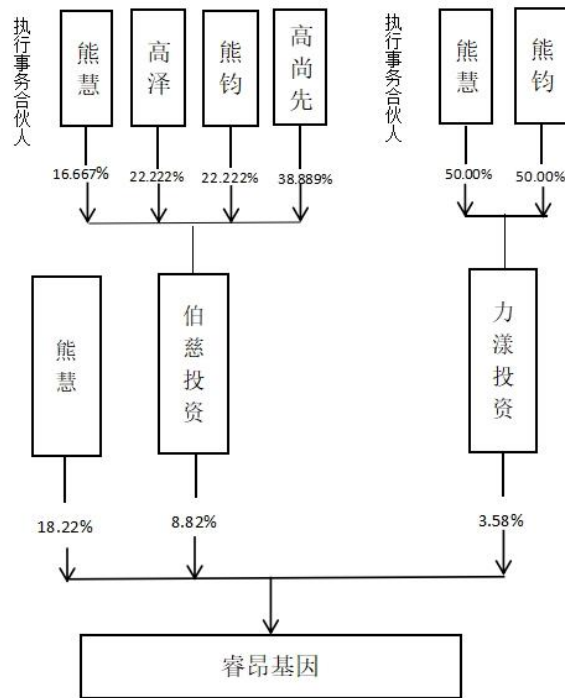 执行事务合伙人
熊慧
高泽
熊钧
高尚先
执行事务合伙人
熊慧
熊钧
16.667%
22.222%
22.222%
38.889%
50.00%
50.00%
熊慧
伯慈投资
力漾投资
18.22%
8.82%
3.58%
睿昂基因